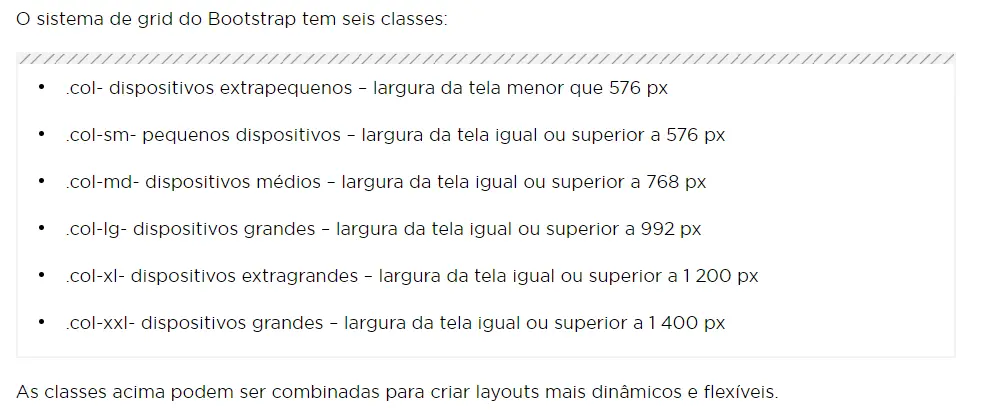 O sistema de grid do Bootstrap tem seis classes:
• .col- dispositivos extrapequenos – largura da tela menor que 576 px
• .col-sm- pequenos dispositivos – largura da tela igual ou superior a 576 px
• .col-md- dispositivos médios – largura da tela igual ou superior a 768 px
• .col-lg- dispositivos grandes – largura da tela igual ou superior a 992 px
• .col-xl- dispositivos extragrandes – largura da tela igual ou superior a 1 200 px
• .col-xxl- dispositivos grandes – largura da tela igual ou superior a 1 400 px
As classes acima podem ser combinadas para criar layouts mais dinâmicos e flexíveis.